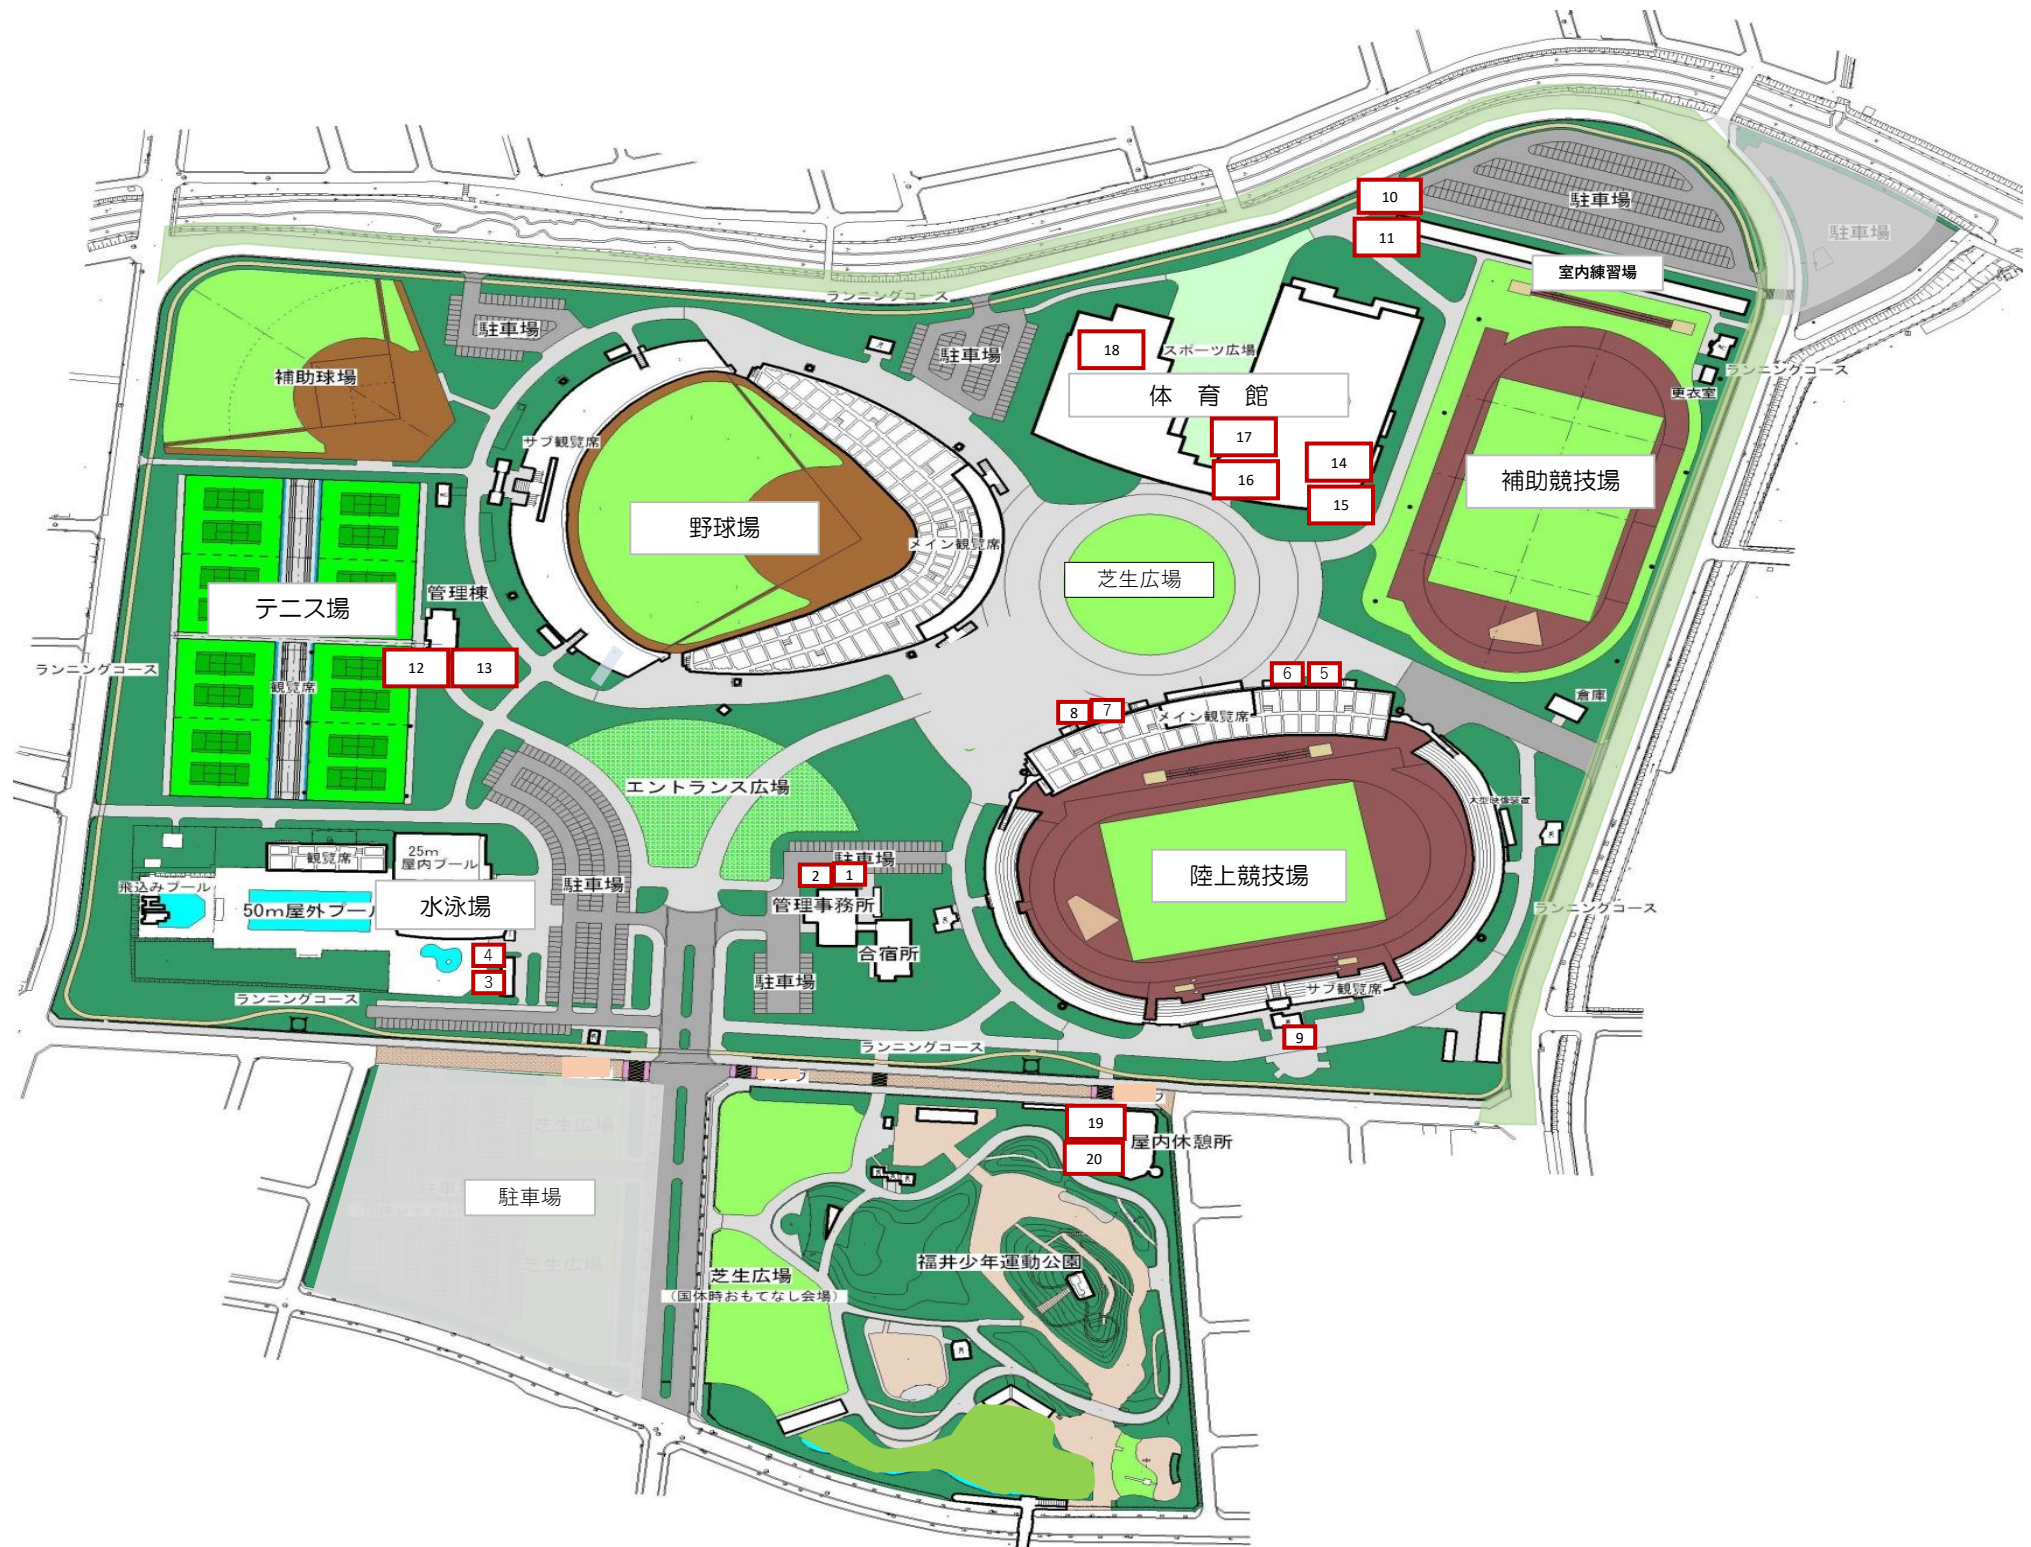 10
駐車場
11
駐車場
室内練習場
ランニングコース
駐車場
18
スポーツ広場
駐車場
体 育 館
補助球場
ランニングコース
更衣室
サブ観覧席
17
14
16
15
補助競技場
野球場
メイン観覧席
芝生広場
管理棟
テニス場
12
13
ランニングコース
観覧席
6
5
倉庫
8
7
メイン観覧席
エントランス広場
大型映像装置
25m
屋内プール
観覧席
駐車場
2
1
飛込みプール
50m屋外プール
水泳場
駐車場
管理事務所
陸上競技場
ランニングコース
4
3
合宿所
駐車場
サブ観覧席
ランニングコース
9
ランニングコース
芝生広場
19
屋内休憩所
20
駐車場
福井少年運動公園
芝生広場
芝生広場
（国体時おもてなし会場）